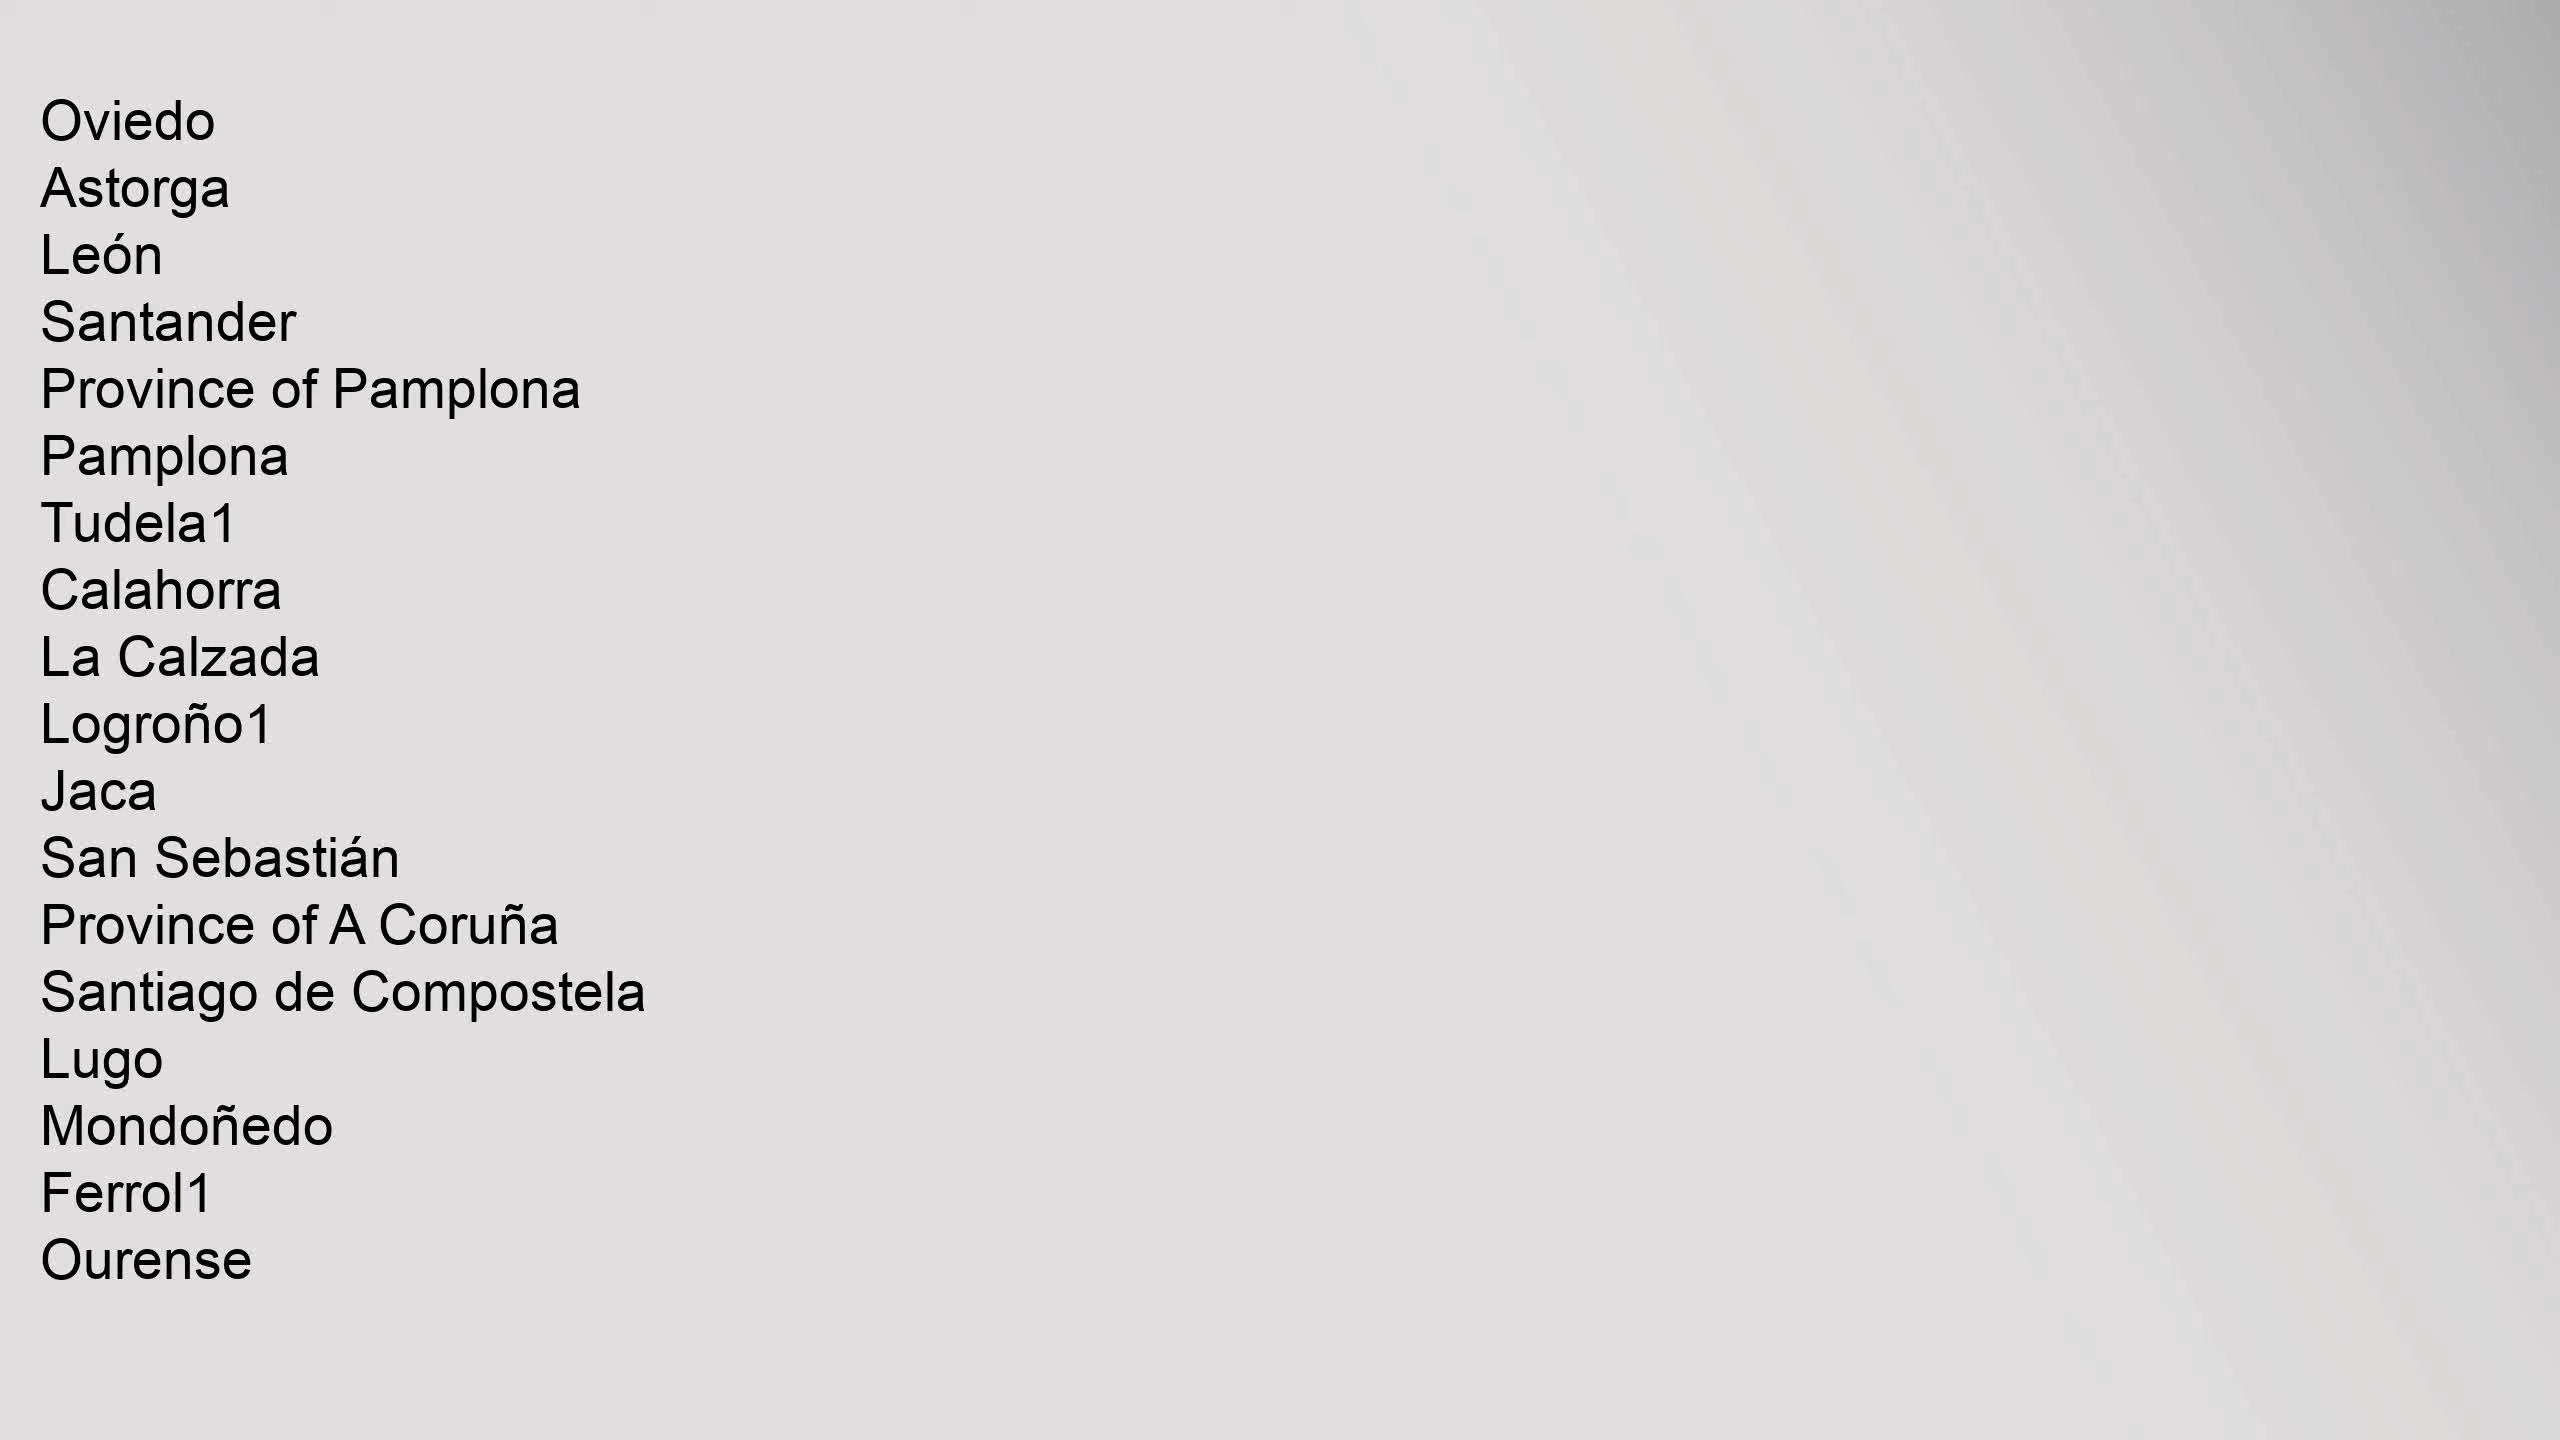 Oviedo
Astorga
León
Santander
Province of Pamplona
Pamplona
Tudela1
Calahorra
La Calzada
Logroño1
Jaca
San Sebastián
Province of A Coruña
Santiago de Compostela
Lugo
Mondoñedo
Ferrol1
Ourense